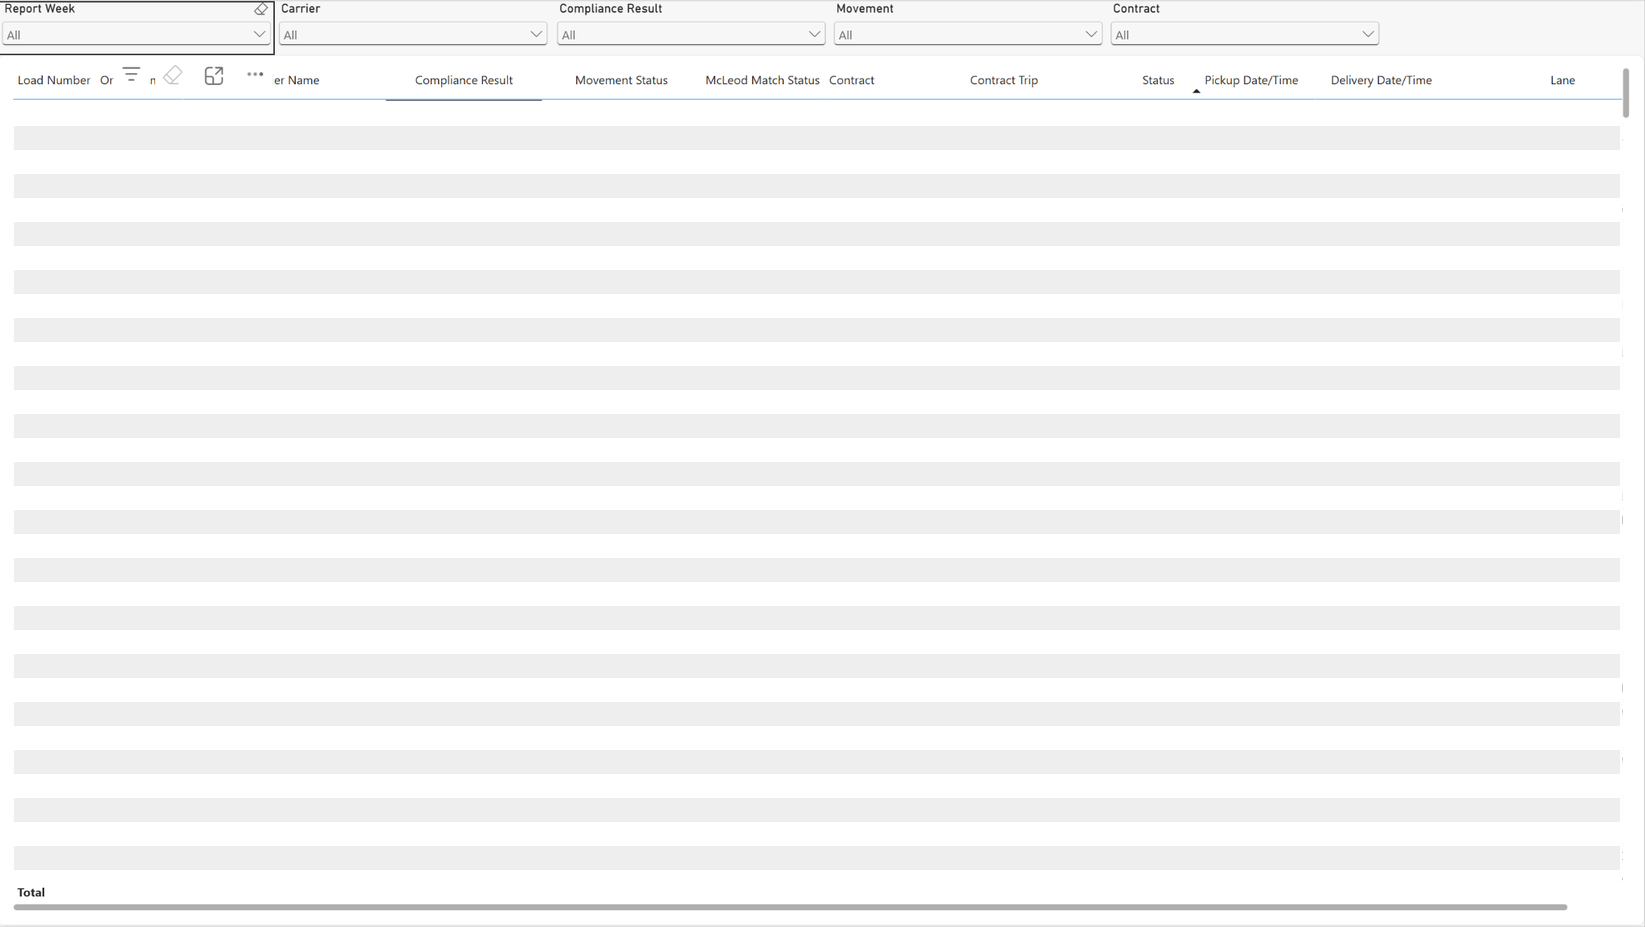 Report Week Carrier Compliance Result Movement Contract
All All All All All
Load Number Or n er Name Compliance Result Movement Status McLeod Match Status Contract Contract Trip Status Pickup Date/Time Delivery Date/Time Lane
Total